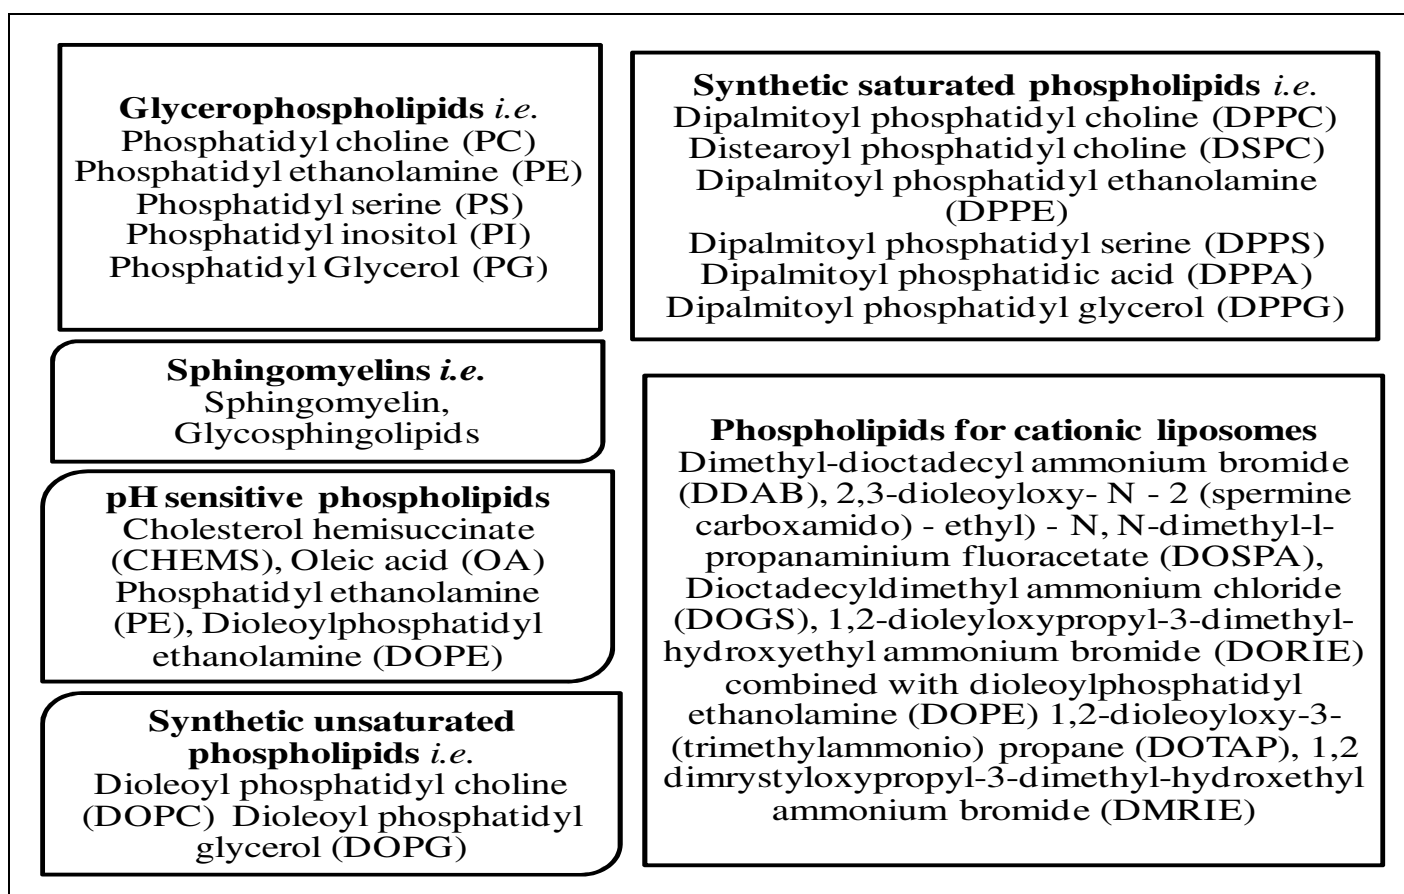 Glycerophospholipids i.e.
Phosphatidyl choline (PC)
Phosphatidyl ethanolamine (PE)
Phosphatidyl serine (PS)
Phosphatidyl inositol (PI)
Phosphatidyl Glycerol (PG)
Sphingomyelins i.e.
Sphingomyelin,
Glycosphingolipids
pH sensitive phospholipids
Cholesterol hemisuccinate
(CHEMS), Oleic acid (OA)
Phosphatidyl ethanolamine
(PE), Dioleoylphosphatidyl
ethanolamine (DOPE)
Synthetic unsaturated
phospholipids i.e.
Dioleoyl phosphatidyl choline
(DOPC) Dioleoyl phosphatidyl
glycerol (DOPG)
Synthetic saturated phospholipids i.e.
Dipalmitoyl phosphatidyl choline (DPPC)
Distearoyl phosphatidyl choline (DSPC)
Dipalmitoyl phosphatidyl ethanolamine
(DPPE)
Dipalmitoyl phosphatidyl serine (DPPS)
Dipalmitoyl phosphatidic acid (DPPA)
Dipalmitoyl phosphatidyl glycerol (DPPG)
Phospholipids for cationic liposomes
Dimethyl-dioctadecyl ammonium bromide
(DDAB), 2,3-dioleoyloxy- N - 2 (spermine
carboxamido) - ethyl) - N, N-dimethyl-l-
propanaminium fluoracetate (DOSPA),
Dioctadecyldimethyl ammonium chloride
(DOGS), 1,2-dioleyloxypropyl-3-dimethyl-
hydroxyethyl ammonium bromide (DORIE)
combined with dioleoylphosphatidyl
ethanolamine (DOPE) 1,2-dioleoyloxy-3-
(trimethylammonio) propane (DOTAP), 1,2
dimrystyloxypropyl-3-dimethyl-hydroxethyl
ammonium bromide (DMRIE)